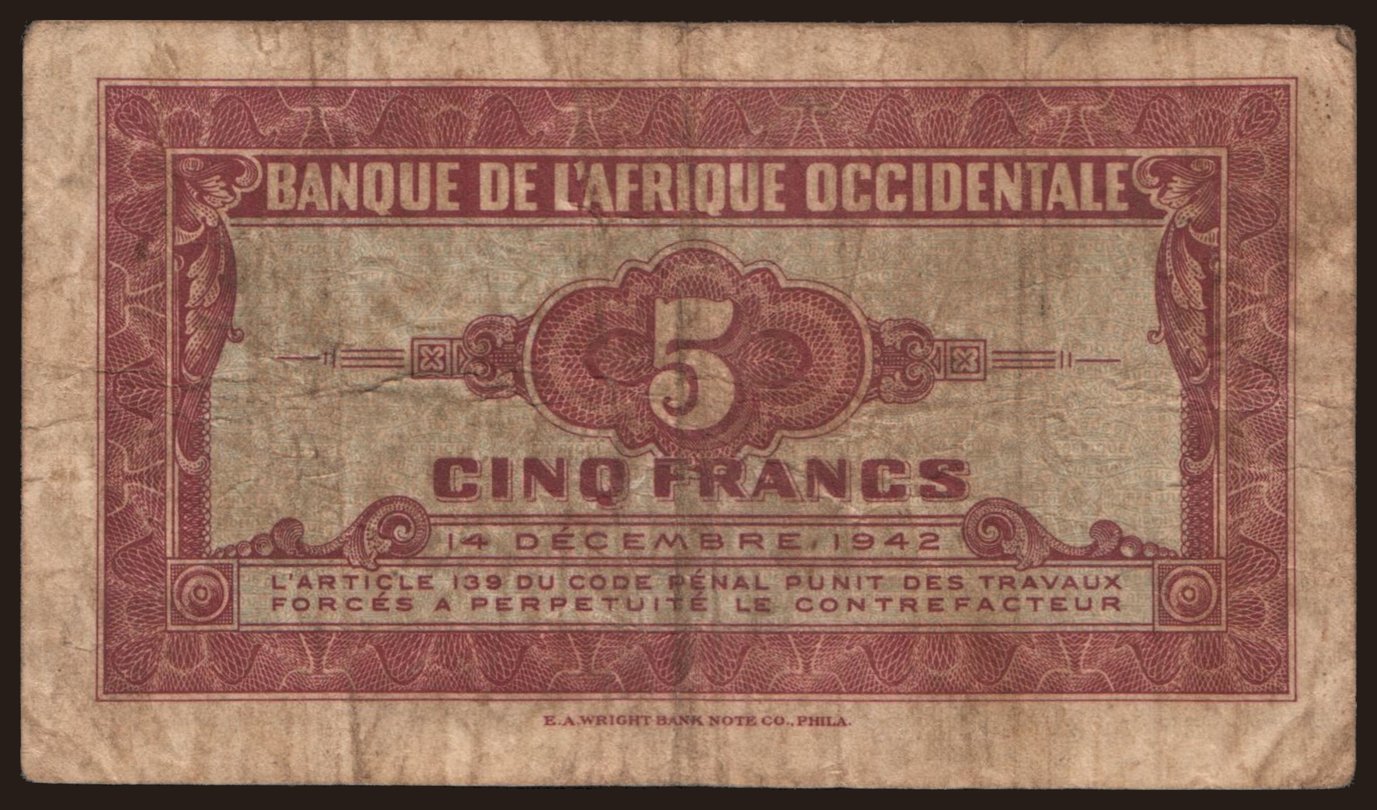 BANQUE DE L'AFRIQUE OCCIDENTALE
5
CINQ FRANCS
14 DÉCEMBRE, 1942
L'ARTICLE 139 DU CODE PÉNAL PUNIT DES TRAVAUX
FORCÉS A PERPETUITÉ LE CONTREFACTEUR
E. A. WRIGHT BANK NOTE CO., PHILA.